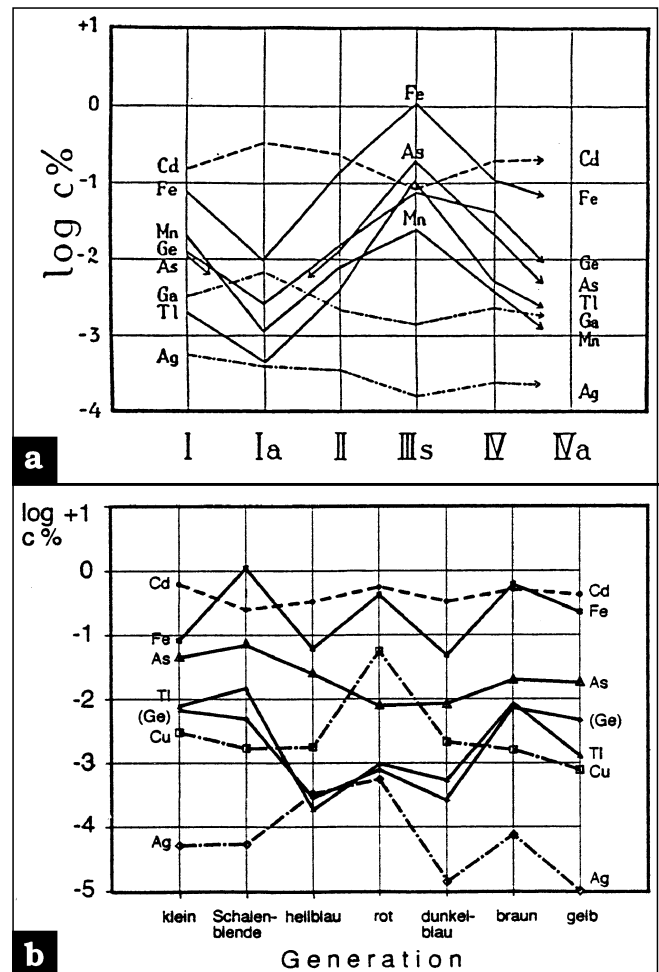 +1
0
-1
-2
-3
-4
log c%
Cd
Fe
Mn
Ge
As
Ga
Tl
Ag
Fe
As
Mn
Cd
Fe
Ge
As
Tl
Ga
Mn
Ag
I Ia II IIIs IV IVa
a
log +1
c%
0
-1
-2
-3
-4
-5
Cd
Fe
As
Tl
(Ge)
Cu
Ag
Cd
Fe
As
(Ge)
Tl
Cu
Ag
klein Schalen- hellblau rot dunkel- braun gelb
blende blau
Generation
b